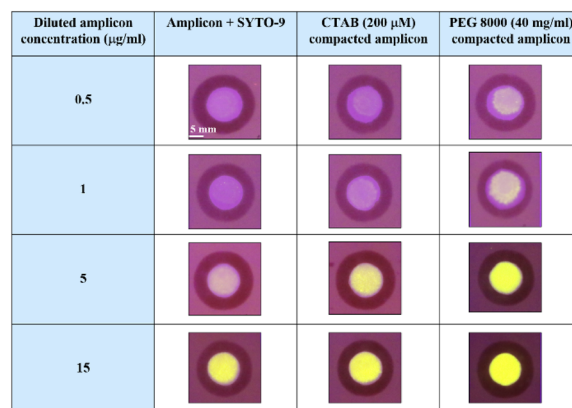 Diluted amplicon
concentration (µg/ml)
Amplicon + SYTO-9
CTAB (200 µM)
compacted amplicon
PEG 8000 (40 mg/ml)
compacted amplicon
0.5
5 mm
1
5
15